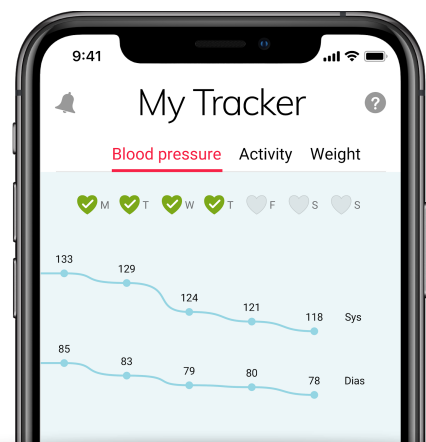 9:41
My Tracker
?
Blood pressure Activity Weight
M T W T F S S
133 129 124 121 118 Sys
85 83 79 80 78 Dias